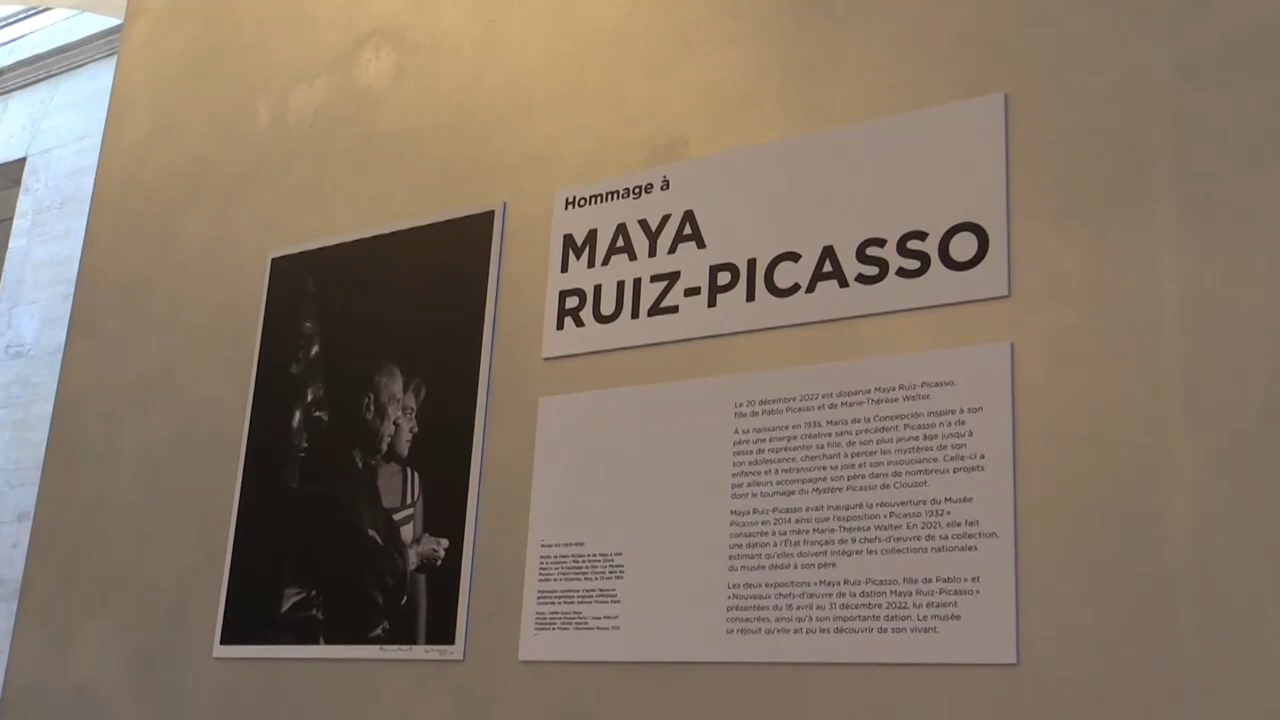 Hommage à
MAYA
RUIZ-PICASSO
Le 20 décembre 2022 est disparue Maya Ruiz-Picasso,
fille de Pablo Picasso et de Marie-Thérèse Walter.
À sa naissance en 1935, María de la Concepción inspire à son
père une énergie créative sans précédent. Picasso n'a de
cesse de représenter sa fille, de son plus jeune âge jusqu'à
son adolescence, cherchant à percer les mystères de son
enfance et à retranscrire sa joie et son insouciance. Celle-ci a
par ailleurs accompagné son père dans de nombreux projets
dont le tournage du Mystère Picasso de Clouzot.
Maya Ruiz-Picasso avait inauguré la réouverture du Musée
Picasso en 2014 ainsi que l'exposition « Picasso 1932 »
consacrée à sa mère Marie-Thérèse Walter. En 2021, elle fait
une dation à l'État français de 9 chefs-d'œuvre de sa collection,
estimant qu'elles doivent intégrer les collections nationales
du musée dédié à son père.
Les deux expositions « Maya Ruiz-Picasso, fille de Pablo » et
« Nouveaux chefs-d'œuvre de la dation Maya Ruiz-Picasso »
présentées du 16 avril au 31 décembre 2022, lui étaient
consacrées, ainsi qu'à son importante dation. Le musée
se réjouit qu'elle ait pu les découvrir de son vivant.